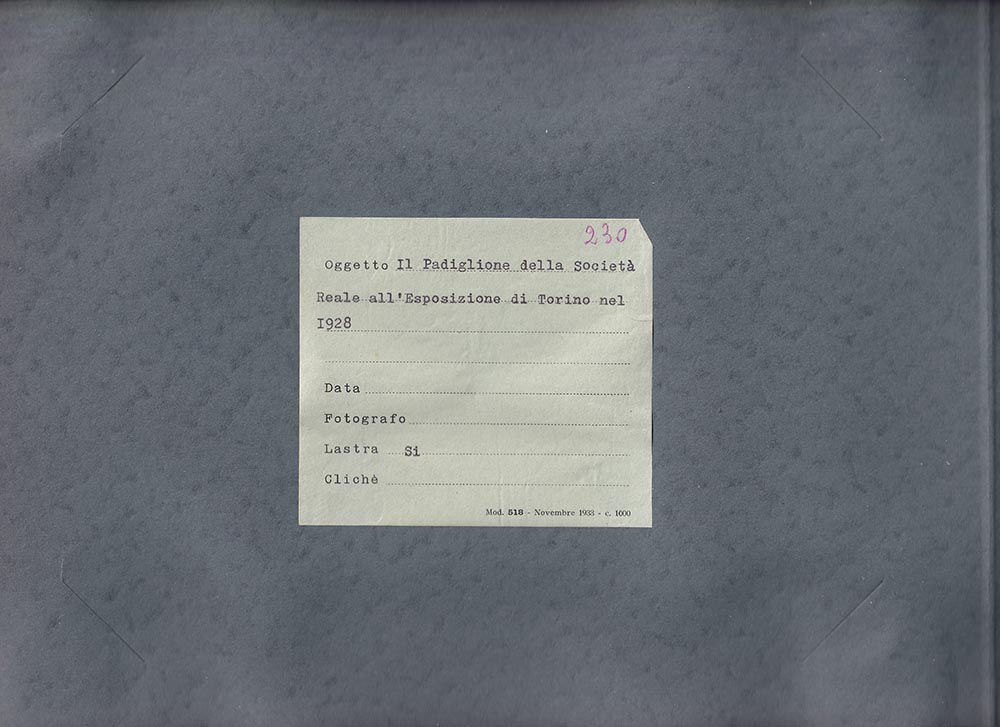 230
Oggetto Il Padiglione della Società
Reale all'Esposizione di Torino nel
I928
Data
Fotografo
Lastra Si
Clichè
Mod. 518 - Novembre 1933 - c. 1000